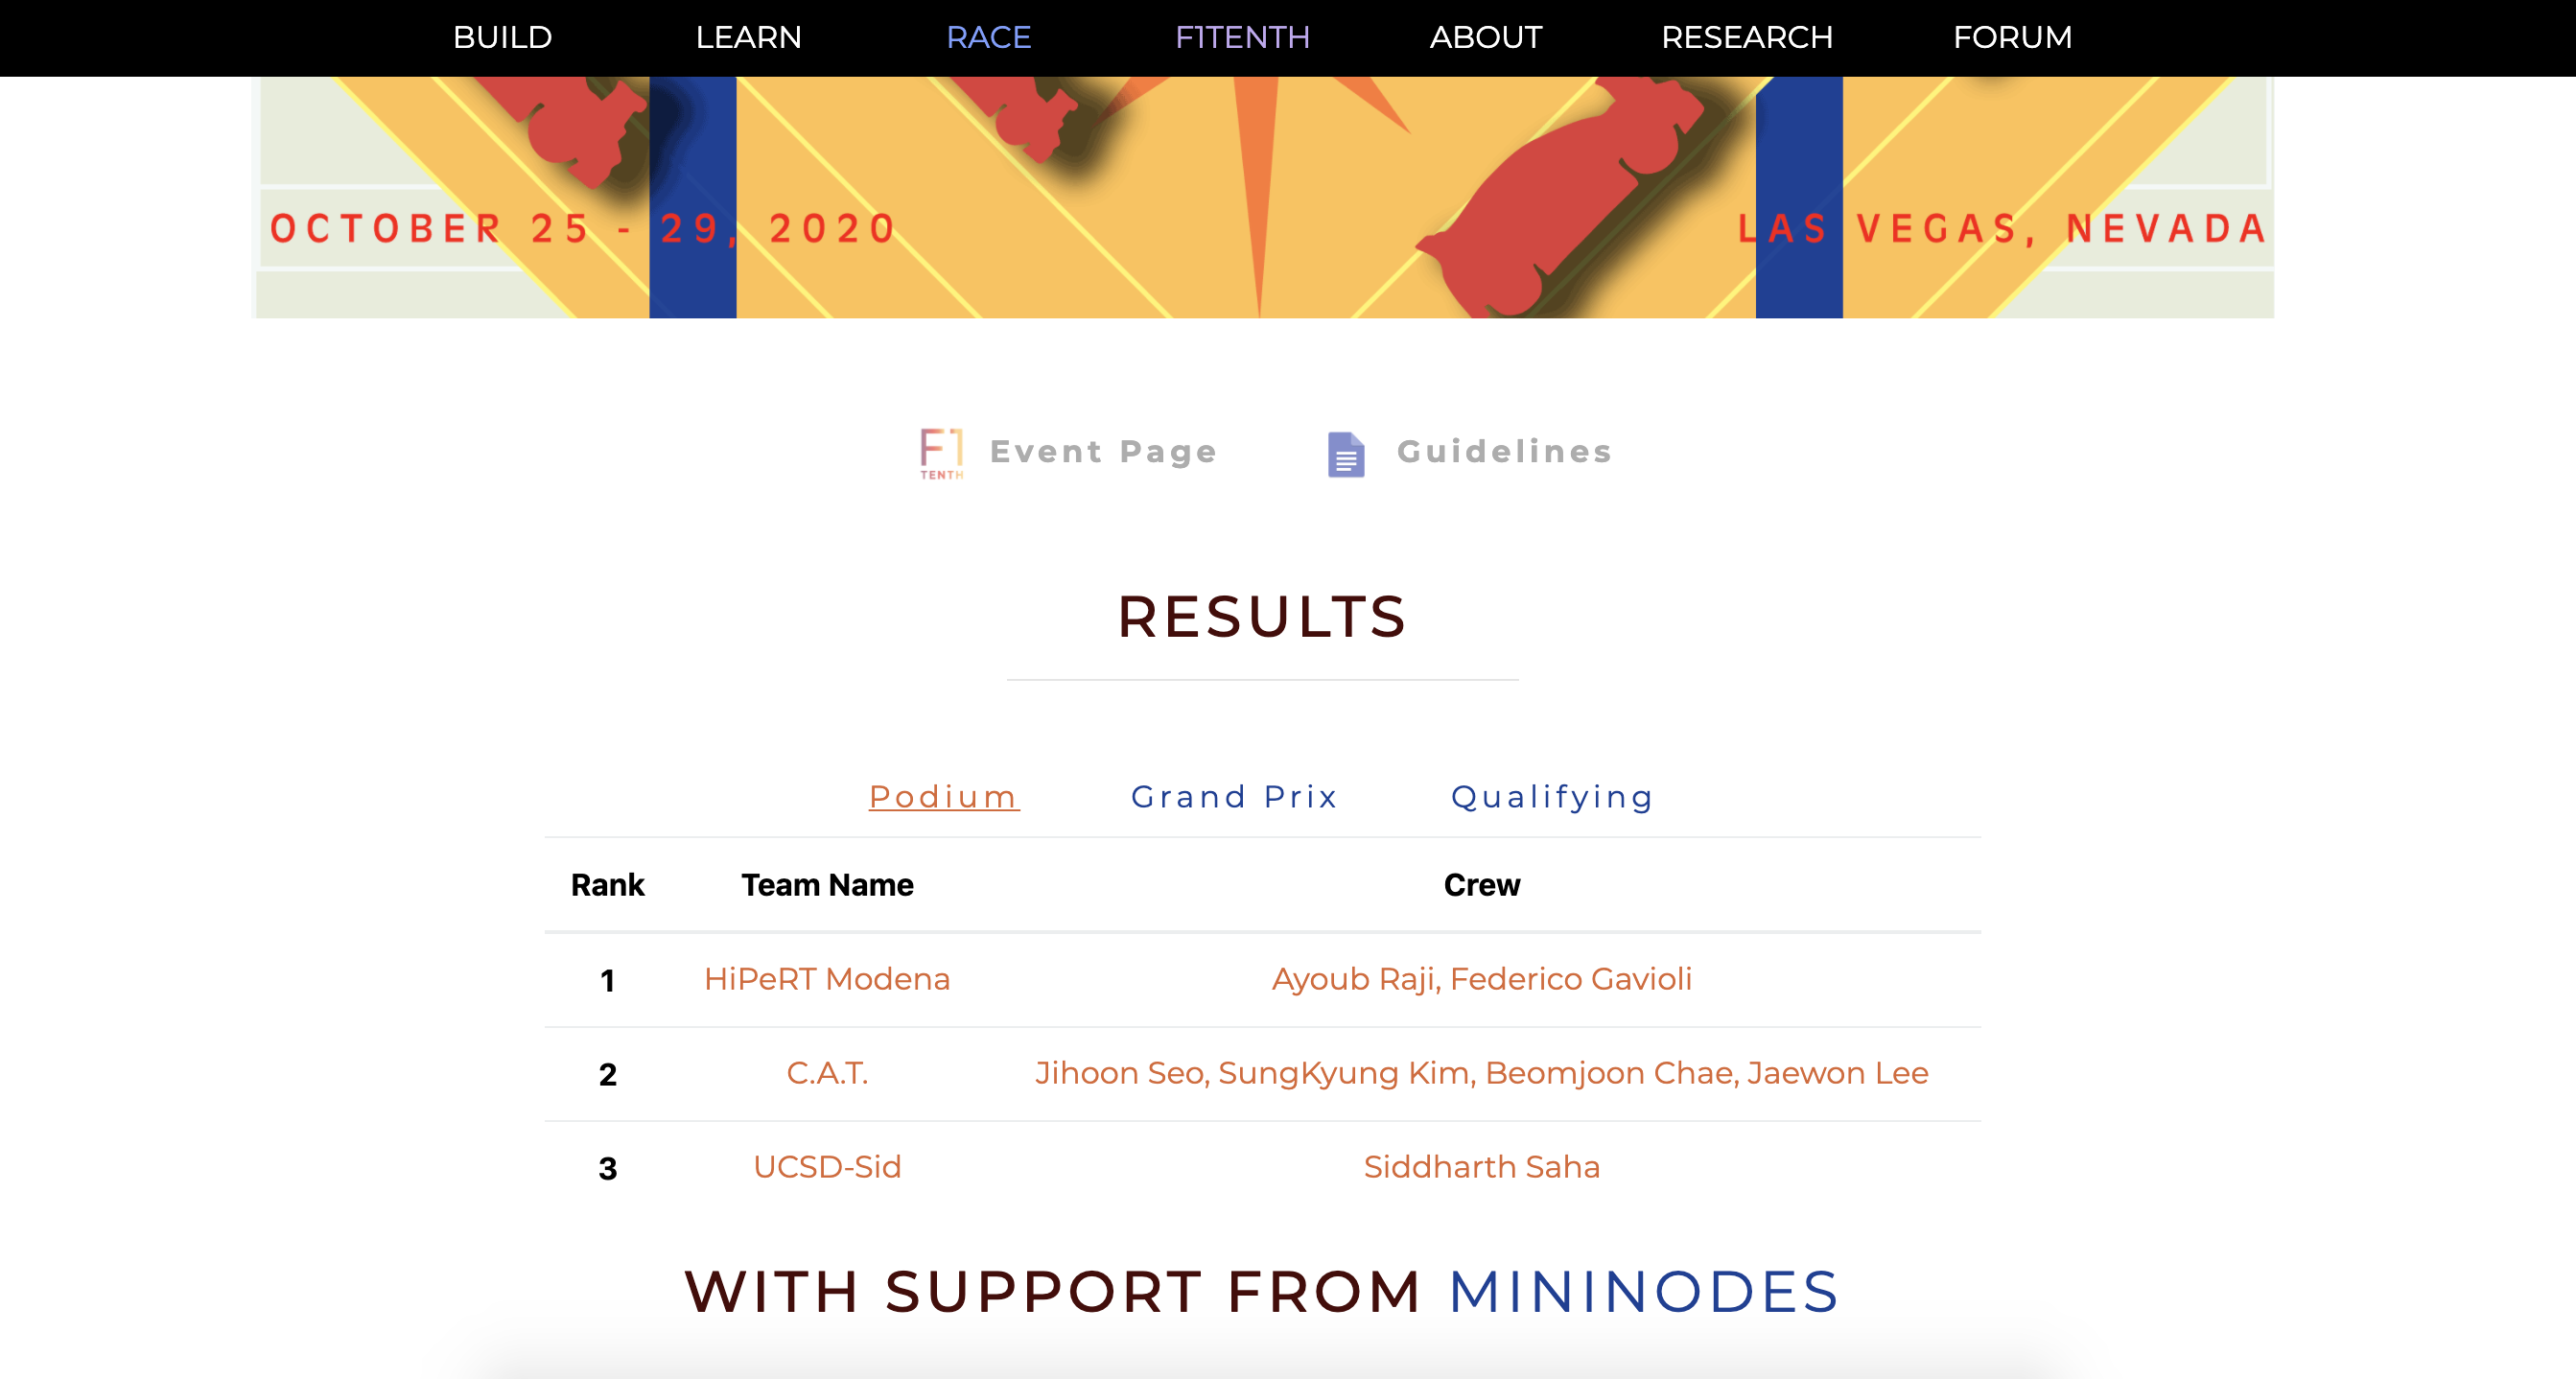 BUILD LEARN RACE F1TENTH ABOUT RESEARCH FORUM
OCTOBER 25 - 29, 2020 LAS VEGAS, NEVADA
F1 TENTH Event Page Guidelines
RESULTS
Podium Grand Prix Qualifying
Rank Team Name Crew
1 HiPeRT Modena Ayoub Raji, Federico Gavioli
2 C.A.T. Jihoon Seo, SungKyung Kim, Beomjoon Chae, Jaewon Lee
3 UCSD-Sid Siddharth Saha
WITH SUPPORT FROM MININODES